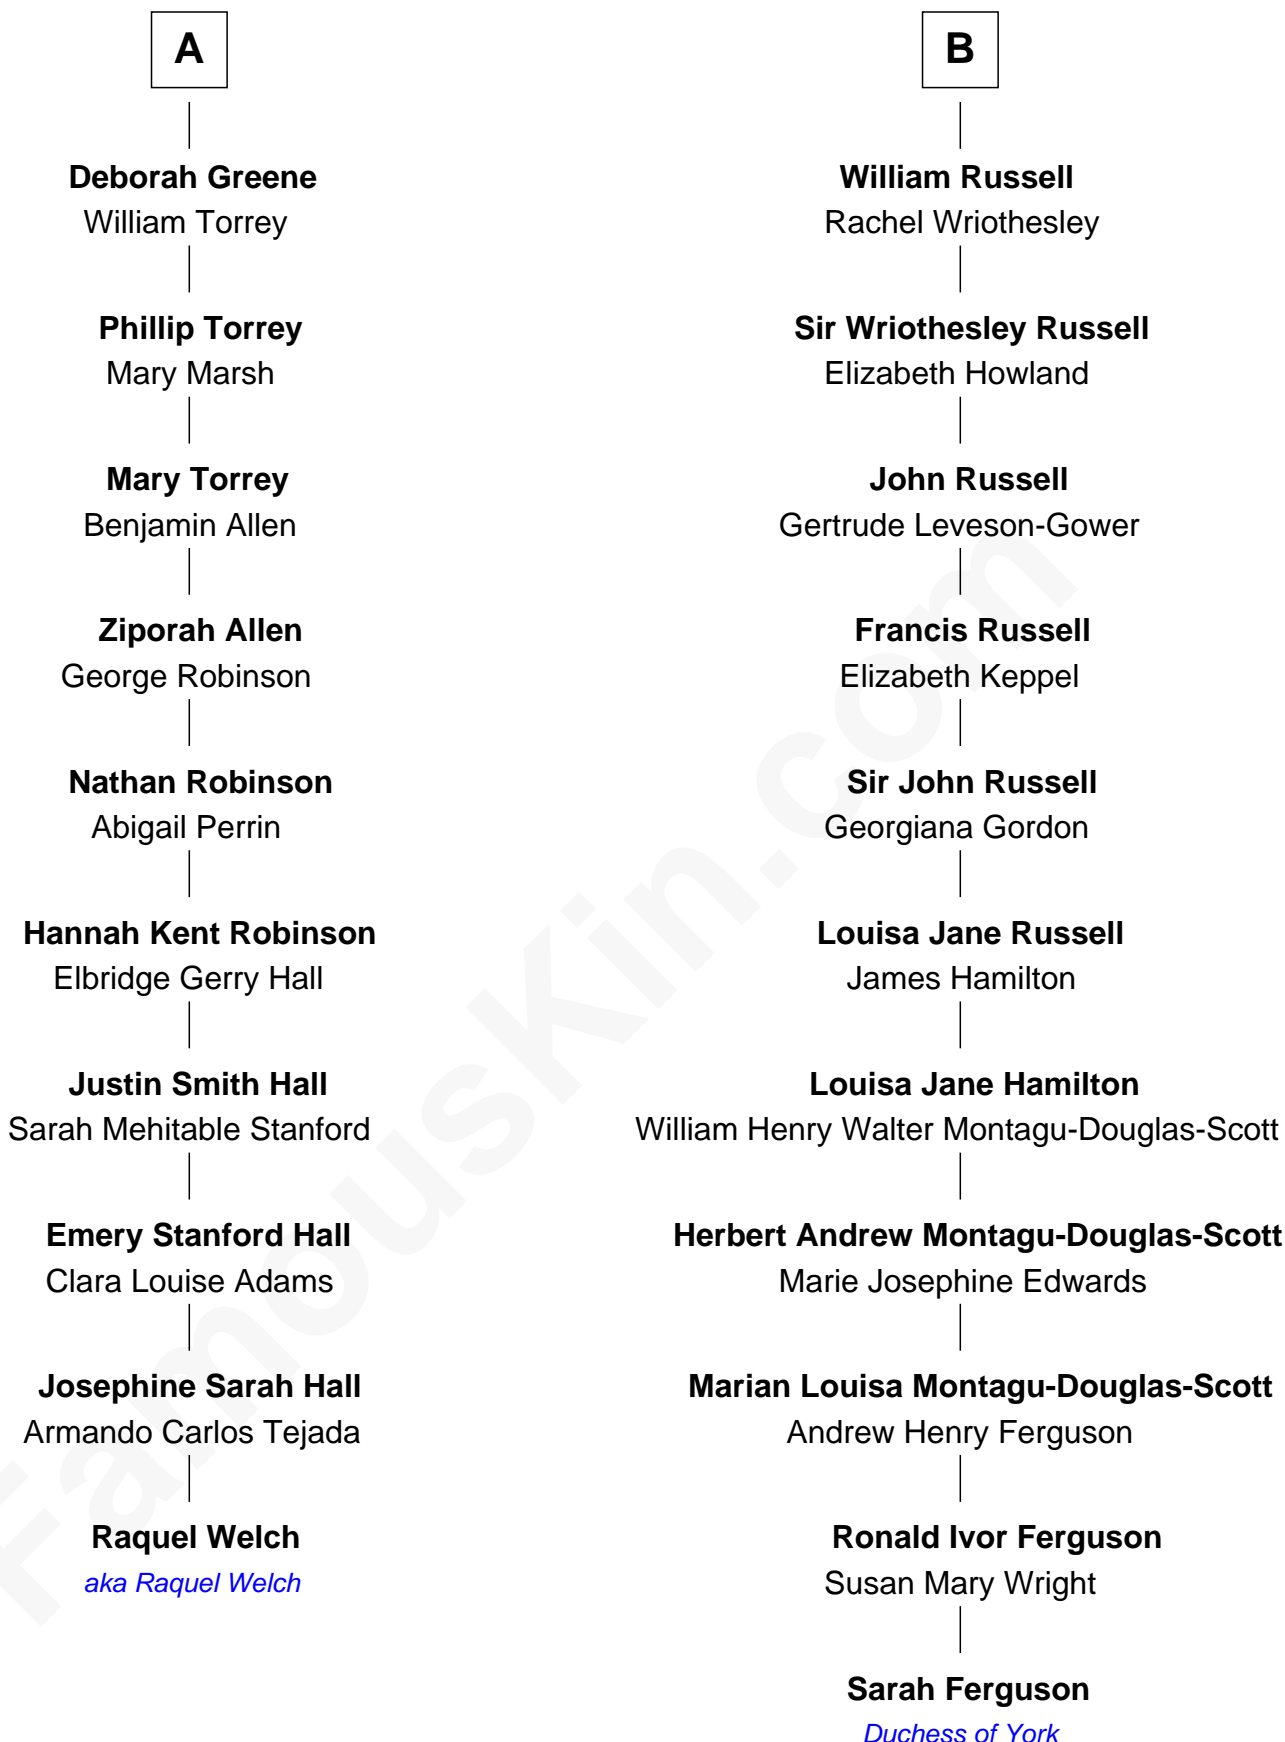 A
Deborah Greene
William Torrey
Phillip Torrey
Mary Marsh
Mary Torrey
Benjamin Allen
Ziporah Allen
George Robinson
Nathan Robinson
Abigail Perrin
Hannah Kent Robinson
Elbridge Gerry Hall
Justin Smith Hall
Sarah Mehitable Stanford
Emery Stanford Hall
Clara Louise Adams
Josephine Sarah Hall
Armando Carlos Tejada
Raquel Welch
aka Raquel Welch
B
William Russell
Rachel Wriothesley
Sir Wriothesley Russell
Elizabeth Howland
John Russell
Gertrude Leveson-Gower
Francis Russell
Elizabeth Keppel
Sir John Russell
Georgiana Gordon
Louisa Jane Russell
James Hamilton
Louisa Jane Hamilton
William Henry Walter Montagu-Douglas-Scott
Herbert Andrew Montagu-Douglas-Scott
Marie Josephine Edwards
Marian Louisa Montagu-Douglas-Scott
Andrew Henry Ferguson
Ronald Ivor Ferguson
Susan Mary Wright
Sarah Ferguson
Duchess of York
FamousKin.com